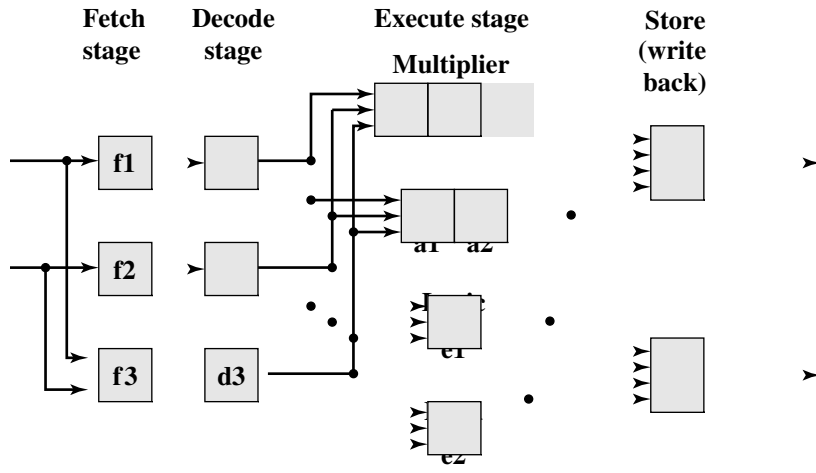 Fetch
stage
Decode
stage
Execute stage
Store
(write
back)
Multiplier
f1
a1 a2
f2
e1
f3
d3
e2